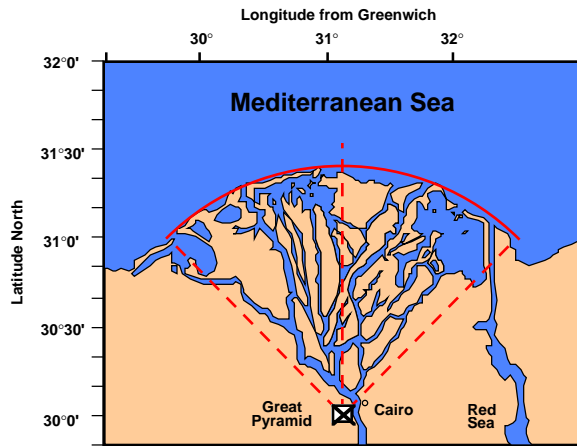 Longitude from Greenwich
30° 31° 32°
32°0'
Mediterranean Sea
31°30'
31°0'
Latitude North
30°30'
30°0'
Great
Pyramid
Cairo
Red
Sea